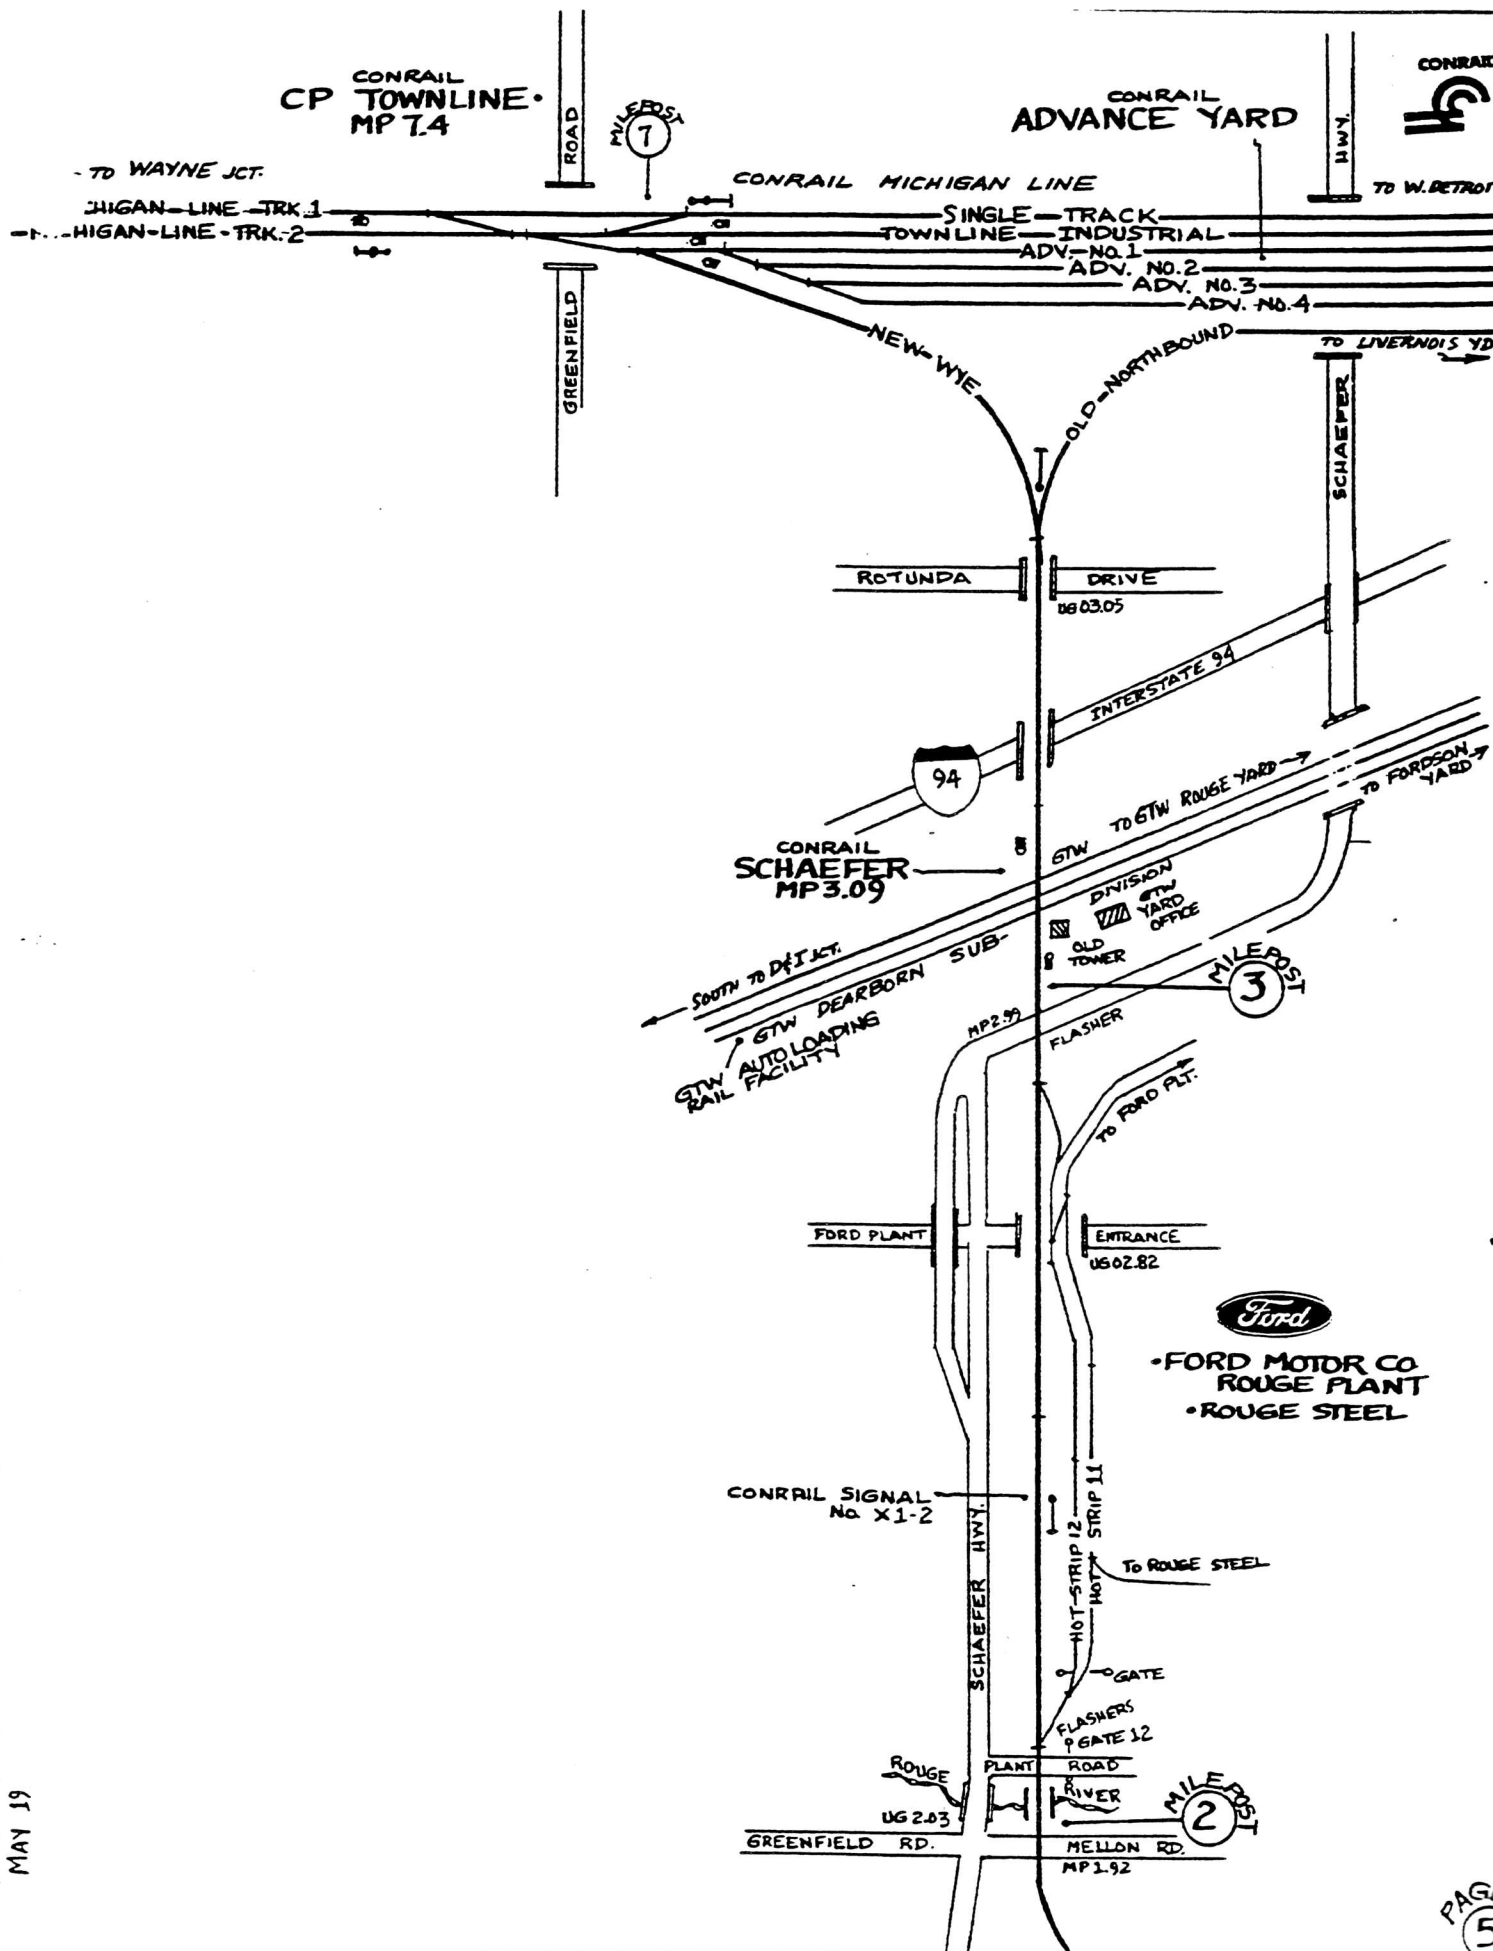 CONRAIL
CP TOWNLINE
MP 7.4
ROAD
MILEPOST
7
CONRAIL
ADVANCE YARD
HWY.
CONRAIL
- TO WAYNE JCT.
CONRAIL MICHIGAN LINE
TO W. DETROI
HIGAN-LINE-TRK.1
HIGAN-LINE-TRK.2
SINGLE-TRACK
TOWNLINE-INDUSTRIAL
ADV.-NO.1
ADV. NO.2
ADV. NO.3
ADV. NO.4
GREENFIELD
NEW-WYE
OLD-NORTHBOUND
TO LIVERNOIS YD
SCHAEFER
ROTUNDA
DRIVE
UG 03.05
INTERSTATE 94
94
TO GTW ROUGE YARD
TO FORDSON
YARD
CONRAIL
SCHAEFER
MP 3.09
GTW
DIVISION
GTW
YARD
OFFICE
OLD
TOWER
SOUTH TO D&I JCT.
GTW DEARBORN SUB-
GTW AUTO LOADING
RAIL FACILITY
MILEPOST
3
MP 2.99
FLASHER
TO FORD PLT.
FORD PLANT
ENTRANCE
UG 02.82
Ford
•FORD MOTOR CO
ROUGE PLANT
•ROUGE STEEL
CONRAIL SIGNAL
No. X1-2
SCHAEFER HWY.
HOT-STRIP 12
HOT STRIP 11
TO ROUGE STEEL
GATE
FLASHERS
GATE 12
ROUGE
PLANT ROAD
RIVER
UG 2.03
MILEPOST
2
GREENFIELD RD.
MELLON RD.
MP 1.92
MAY 19
PAG
5